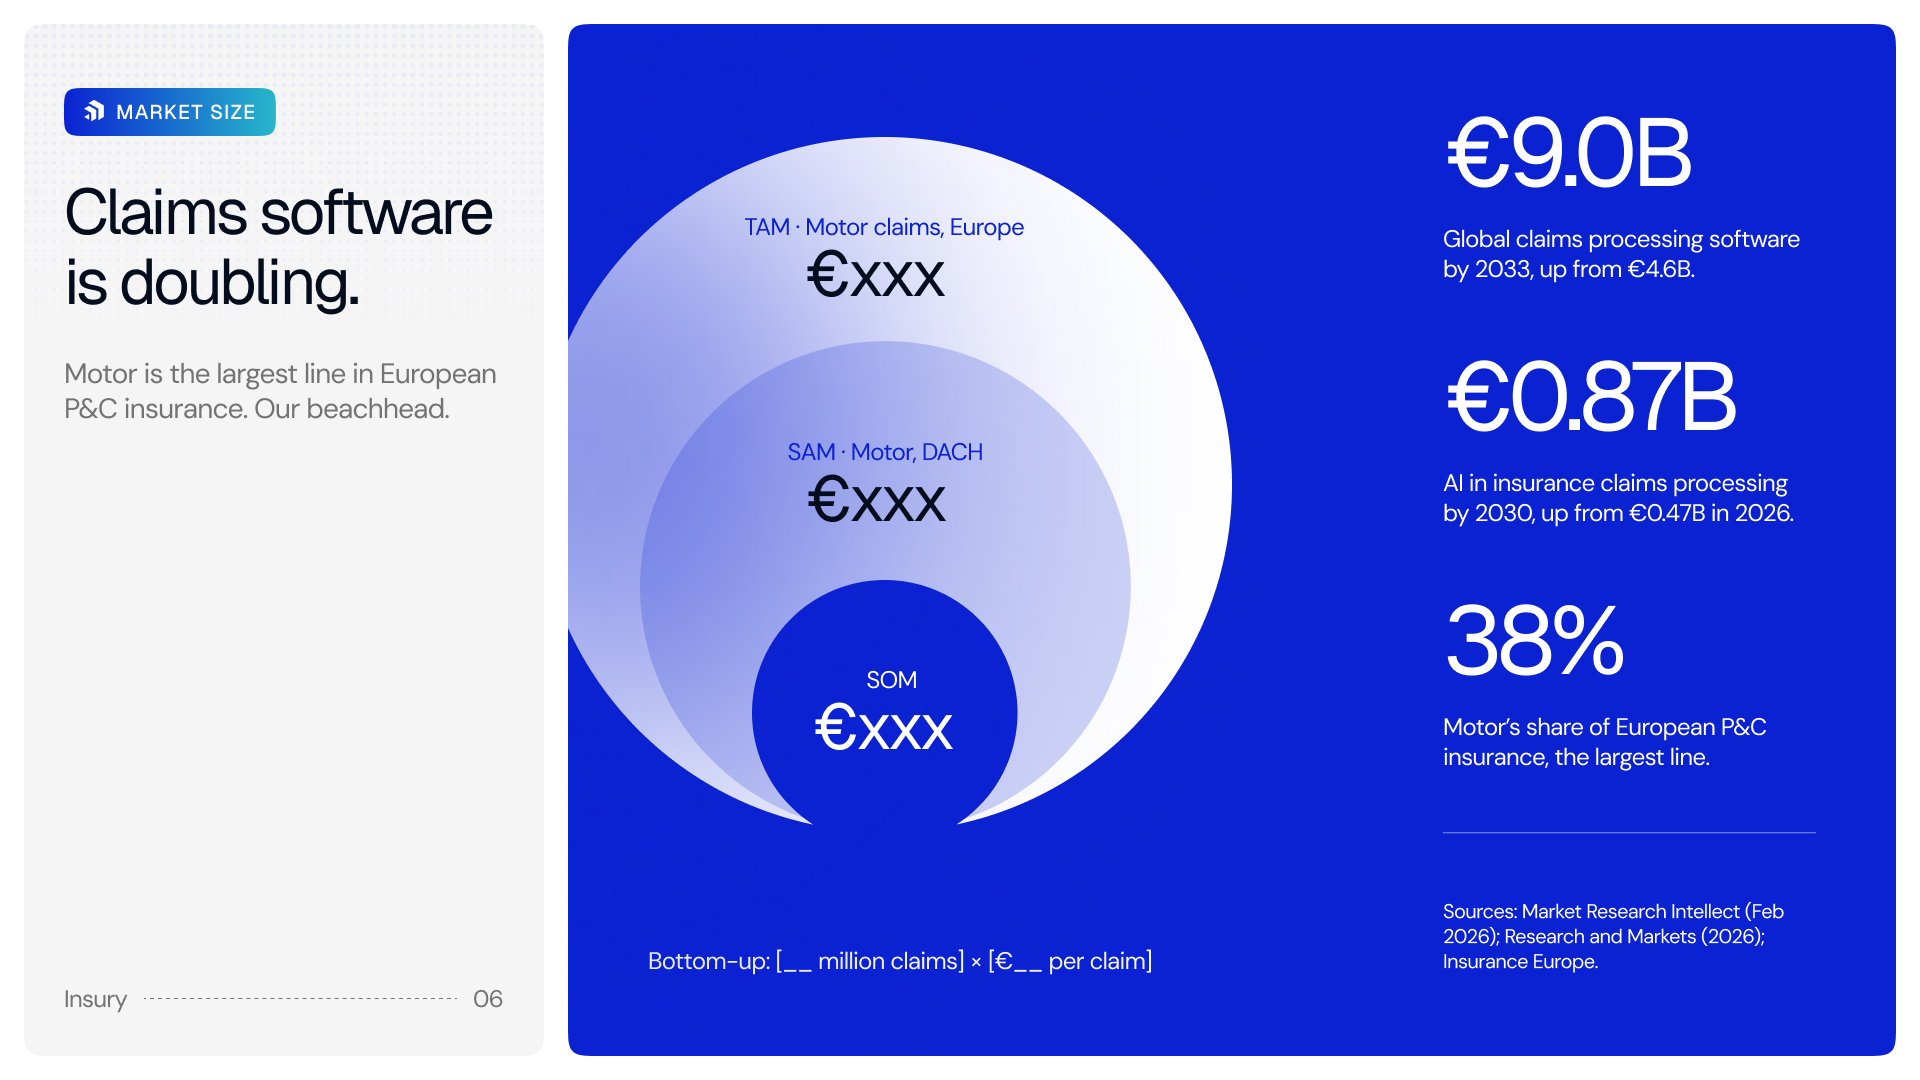 MARKET SIZE
Claims software
is doubling.
Motor is the largest line in European
P&C insurance. Our beachhead.
Insury
06
TAM · Motor claims, Europe
€xxx
SAM · Motor, DACH
€xxx
SOM
€xxx
Bottom-up: [__ million claims] × [€__ per claim]
€9.0B
Global claims processing software
by 2033, up from €4.6B.
€0.87B
AI in insurance claims processing
by 2030, up from €0.47B in 2026.
38%
Motor’s share of European P&C
insurance, the largest line.
Sources: Market Research Intellect (Feb
2026); Research and Markets (2026);
Insurance Europe.